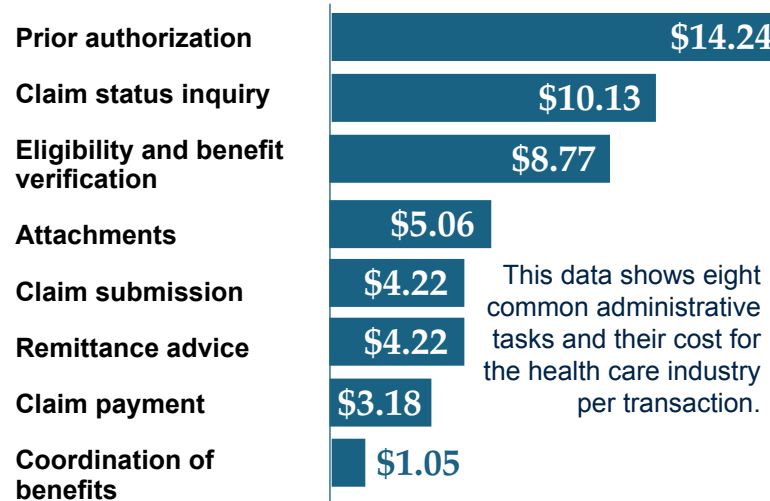 Prior authorization
$14.24
Claim status inquiry
$10.13
Eligibility and benefit
verification
$8.77
Attachments
$5.06
Claim submission
$4.22
Remittance advice
$4.22
Claim payment
$3.18
Coordination of
benefits
$1.05
This data shows eight
common administrative
tasks and their cost for
the health care industry
per transaction.